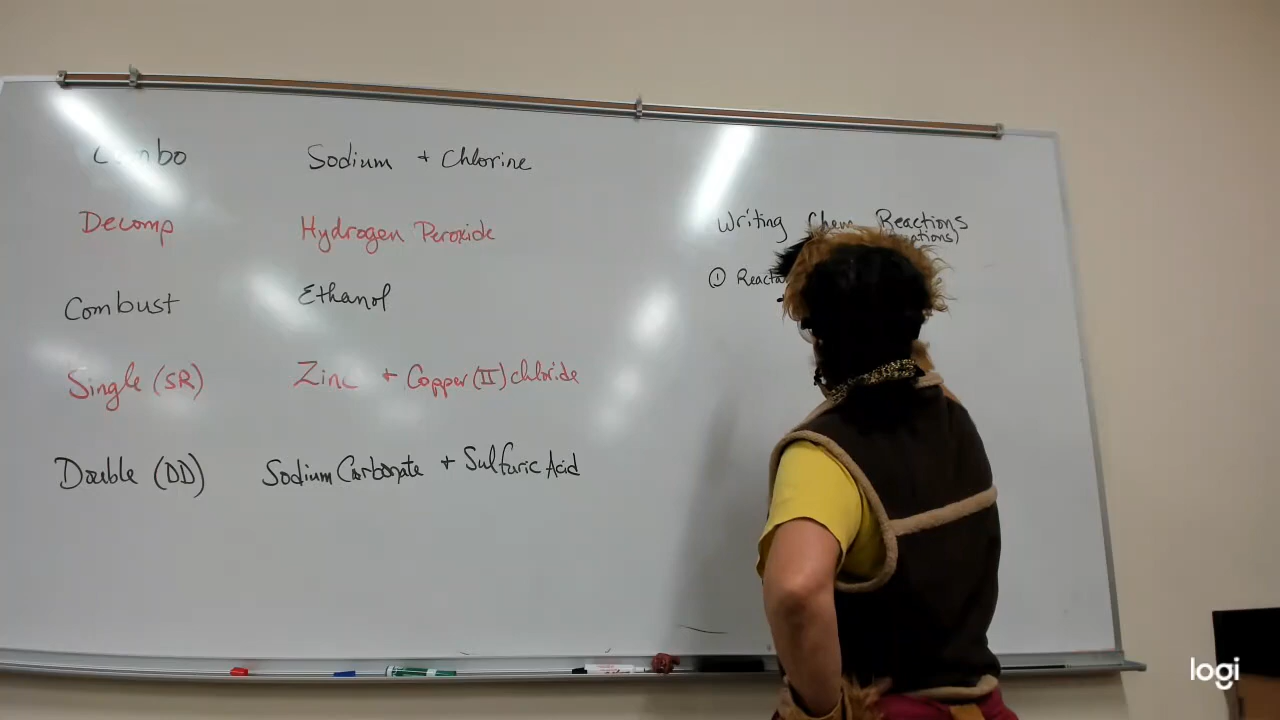 Combo Sodium + Chlorine
Decomp Hydrogen Peroxide
Combust Ethanol
Single (SR) Zinc + Copper (II) chloride
Double (DD) Sodium Carbonate + Sulfuric Acid
Writing Chem Reactions
①
logi